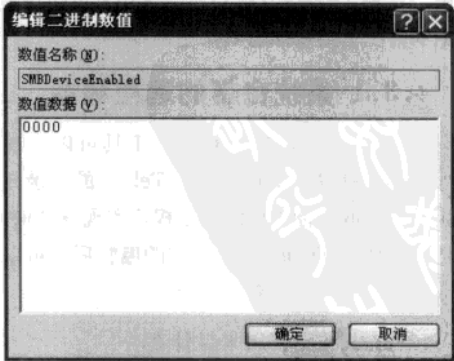 编辑二进制数值
数值名称(N):
SMBDeviceEnabled
数值数据(V):
0000
确定
取消